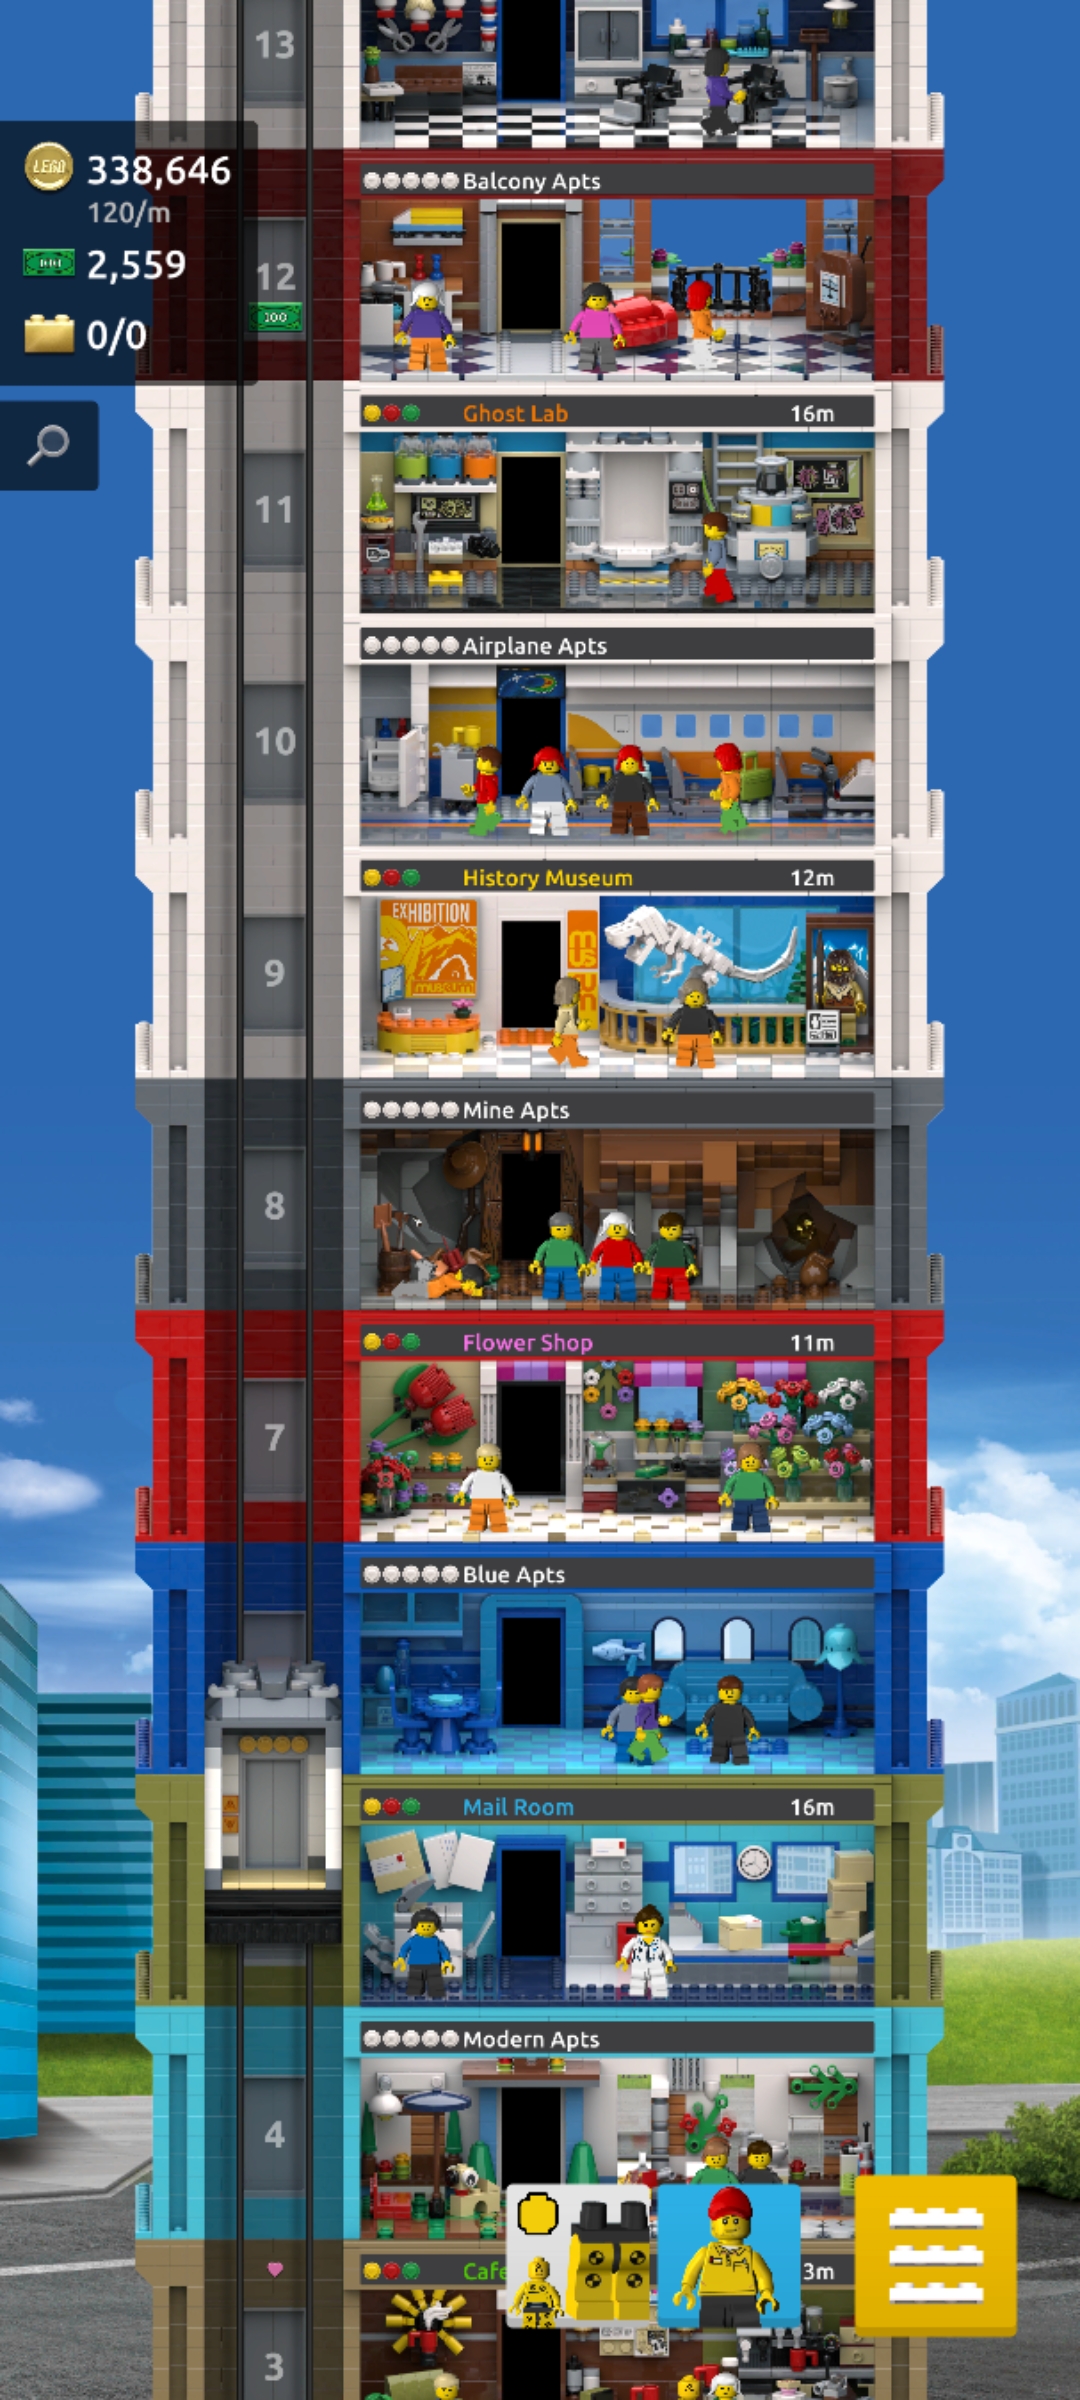 13
LEGO
338,646
120/m
2,559
0/0
Balcony Apts
12
100
Ghost Lab 16m
11
Airplane Apts
10
History Museum 12m
EXHIBITION
museum
museum
9
Mine Apts
8
Flower Shop 11m
7
Blue Apts
Mail Room 16m
Modern Apts
4
Cafe 3m
3